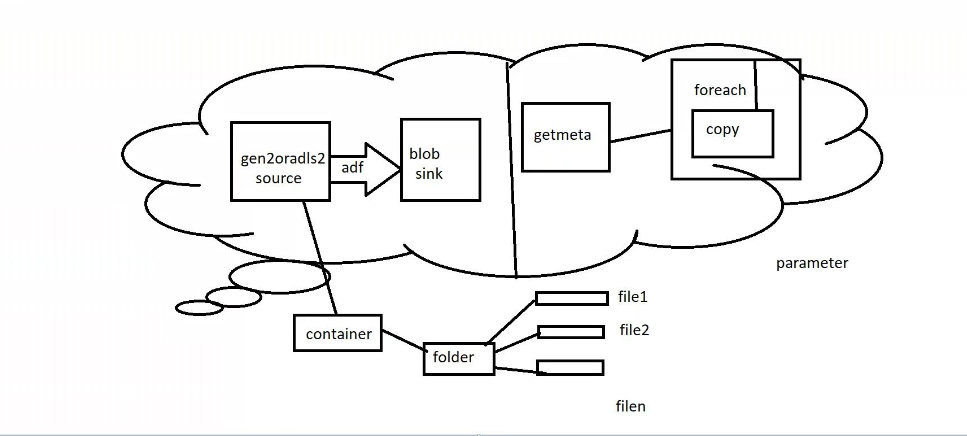 gen2oradls2
source
adf
blob
sink
getmeta
foreach
copy
parameter
container
folder
file1
file2
filen